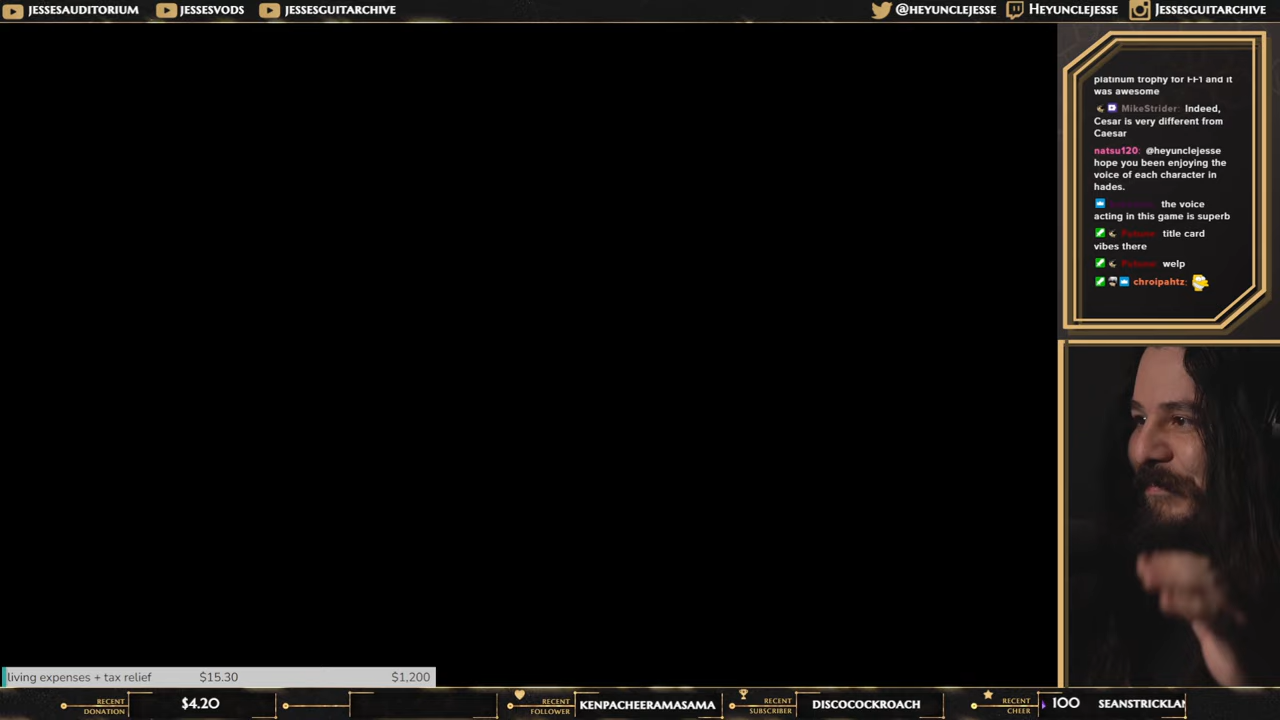 JESSESAUDITORIUM JESSESVODS JESSESGUITARCHIVE @HEYUNCLEJESSE HEYUNCLEJESSE JESSESGUITARCHIVE
platinum trophy for FF1 and it
was awesome
MikeStrider: Indeed,
Cesar is very different from
Caesar
natsu120: @heyunclejesse
hope you been enjoying the
voice of each character in
hades.
the voice
acting in this game is superb
title card
vibes there
welp
chroipahtz:
living expenses + tax relief $15.30 $1,200
RECENT DONATION $4.20 RECENT FOLLOWER KENPACHEERAMASAMA RECENT SUBSCRIBER DISCOCOCKROACH RECENT CHEER 100